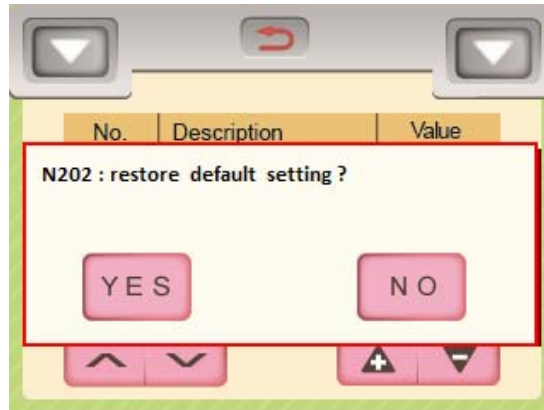 No. Description Value
N202 : restore default setting ?
YES NO